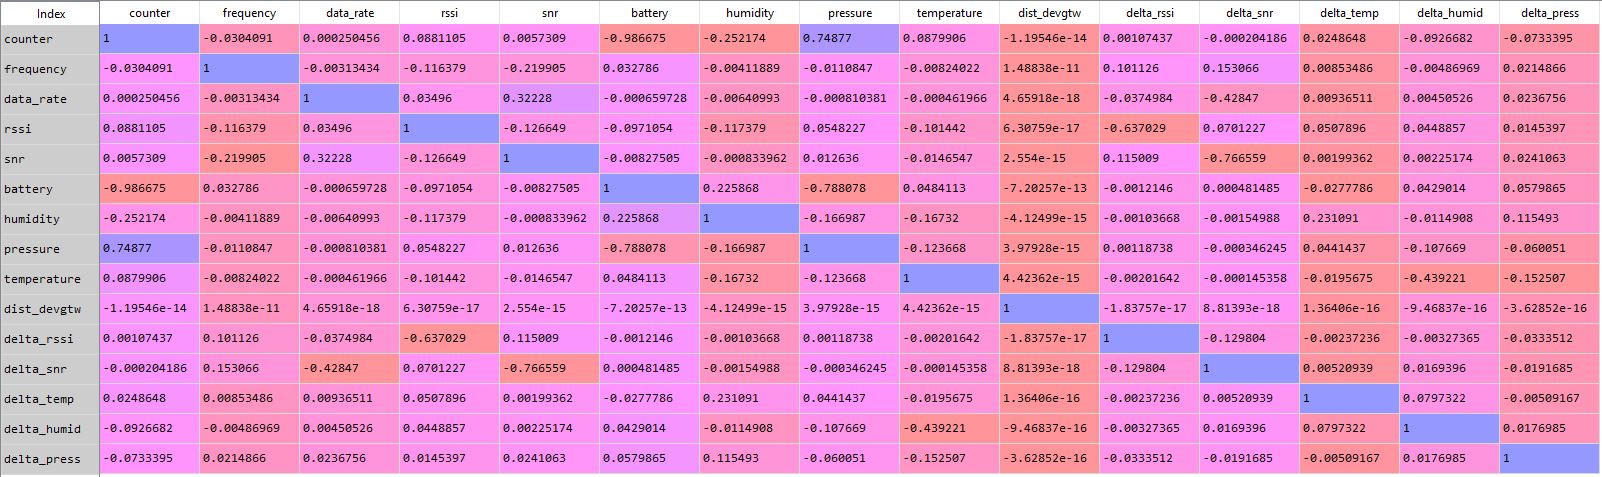 Index counter frequency data_rate rssi snr battery humidity pressure temperature dist_devgtw delta_rssi delta_snr delta_temp delta_humid delta_press
counter 1 -0.0304091 0.000250456 0.0881105 0.0057309 -0.986675 -0.252174 0.74877 0.0879906 -1.19546e-14 0.00107437 -0.000204186 0.0248648 -0.0926682 -0.0733395
frequency -0.0304091 1 -0.00313434 -0.116379 -0.219905 0.032786 -0.00411889 -0.0110847 -0.00824022 1.48838e-11 0.101126 0.153066 0.00853486 -0.00486969 0.0214866
data_rate 0.000250456 -0.00313434 1 0.03496 0.32228 -0.000659728 -0.00640993 -0.000810381 -0.000461966 4.65918e-18 -0.0374984 -0.42847 0.00936511 0.00450526 0.0236756
rssi 0.0881105 -0.116379 0.03496 1 -0.126649 -0.0971054 -0.117379 0.0548227 -0.101442 6.30759e-17 -0.637029 0.0701227 0.0507896 0.0448857 0.0145397
snr 0.0057309 -0.219905 0.32228 -0.126649 1 -0.00827505 -0.000833962 0.012636 -0.0146547 2.554e-15 0.115009 -0.766559 0.00199362 0.00225174 0.0241063
battery -0.986675 0.032786 -0.000659728 -0.0971054 -0.00827505 1 0.225868 -0.788078 0.0484113 -7.20257e-13 -0.0012146 0.000481485 -0.0277786 0.0429014 0.0579865
humidity -0.252174 -0.00411889 -0.00640993 -0.117379 -0.000833962 0.225868 1 -0.166987 -0.16732 -4.12499e-15 -0.00103668 -0.00154988 0.231091 -0.0114908 0.115493
pressure 0.74877 -0.0110847 -0.000810381 0.0548227 0.012636 -0.788078 -0.166987 1 -0.123668 3.97928e-15 0.00118738 -0.000346245 0.0441437 -0.107669 -0.060051
temperature 0.0879906 -0.00824022 -0.000461966 -0.101442 -0.0146547 0.0484113 -0.16732 -0.123668 1 4.42362e-15 -0.00201642 -0.000145358 -0.0195675 -0.439221 -0.152507
dist_devgtw -1.19546e-14 1.48838e-11 4.65918e-18 6.30759e-17 2.554e-15 -7.20257e-13 -4.12499e-15 3.97928e-15 4.42362e-15 1 -1.83757e-17 8.81393e-18 1.36406e-16 -9.46837e-16 -3.62852e-16
delta_rssi 0.00107437 0.101126 -0.0374984 -0.637029 0.115009 -0.0012146 -0.00103668 0.00118738 -0.00201642 -1.83757e-17 1 -0.129804 -0.00237236 -0.00327365 -0.0333512
delta_snr -0.000204186 0.153066 -0.42847 0.0701227 -0.766559 0.000481485 -0.00154988 -0.000346245 -0.000145358 8.81393e-18 -0.129804 1 0.00520939 0.0169396 -0.0191685
delta_temp 0.0248648 0.00853486 0.00936511 0.0507896 0.00199362 -0.0277786 0.231091 0.0441437 -0.0195675 1.36406e-16 -0.00237236 0.00520939 1 0.0797322 -0.00509167
delta_humid -0.0926682 -0.00486969 0.00450526 0.0448857 0.00225174 0.0429014 -0.0114908 -0.107669 -0.439221 -9.46837e-16 -0.00327365 0.0169396 0.0797322 1 0.0176985
delta_press -0.0733395 0.0214866 0.0236756 0.0145397 0.0241063 0.0579865 0.115493 -0.060051 -0.152507 -3.62852e-16 -0.0333512 -0.0191685 -0.00509167 0.0176985 1